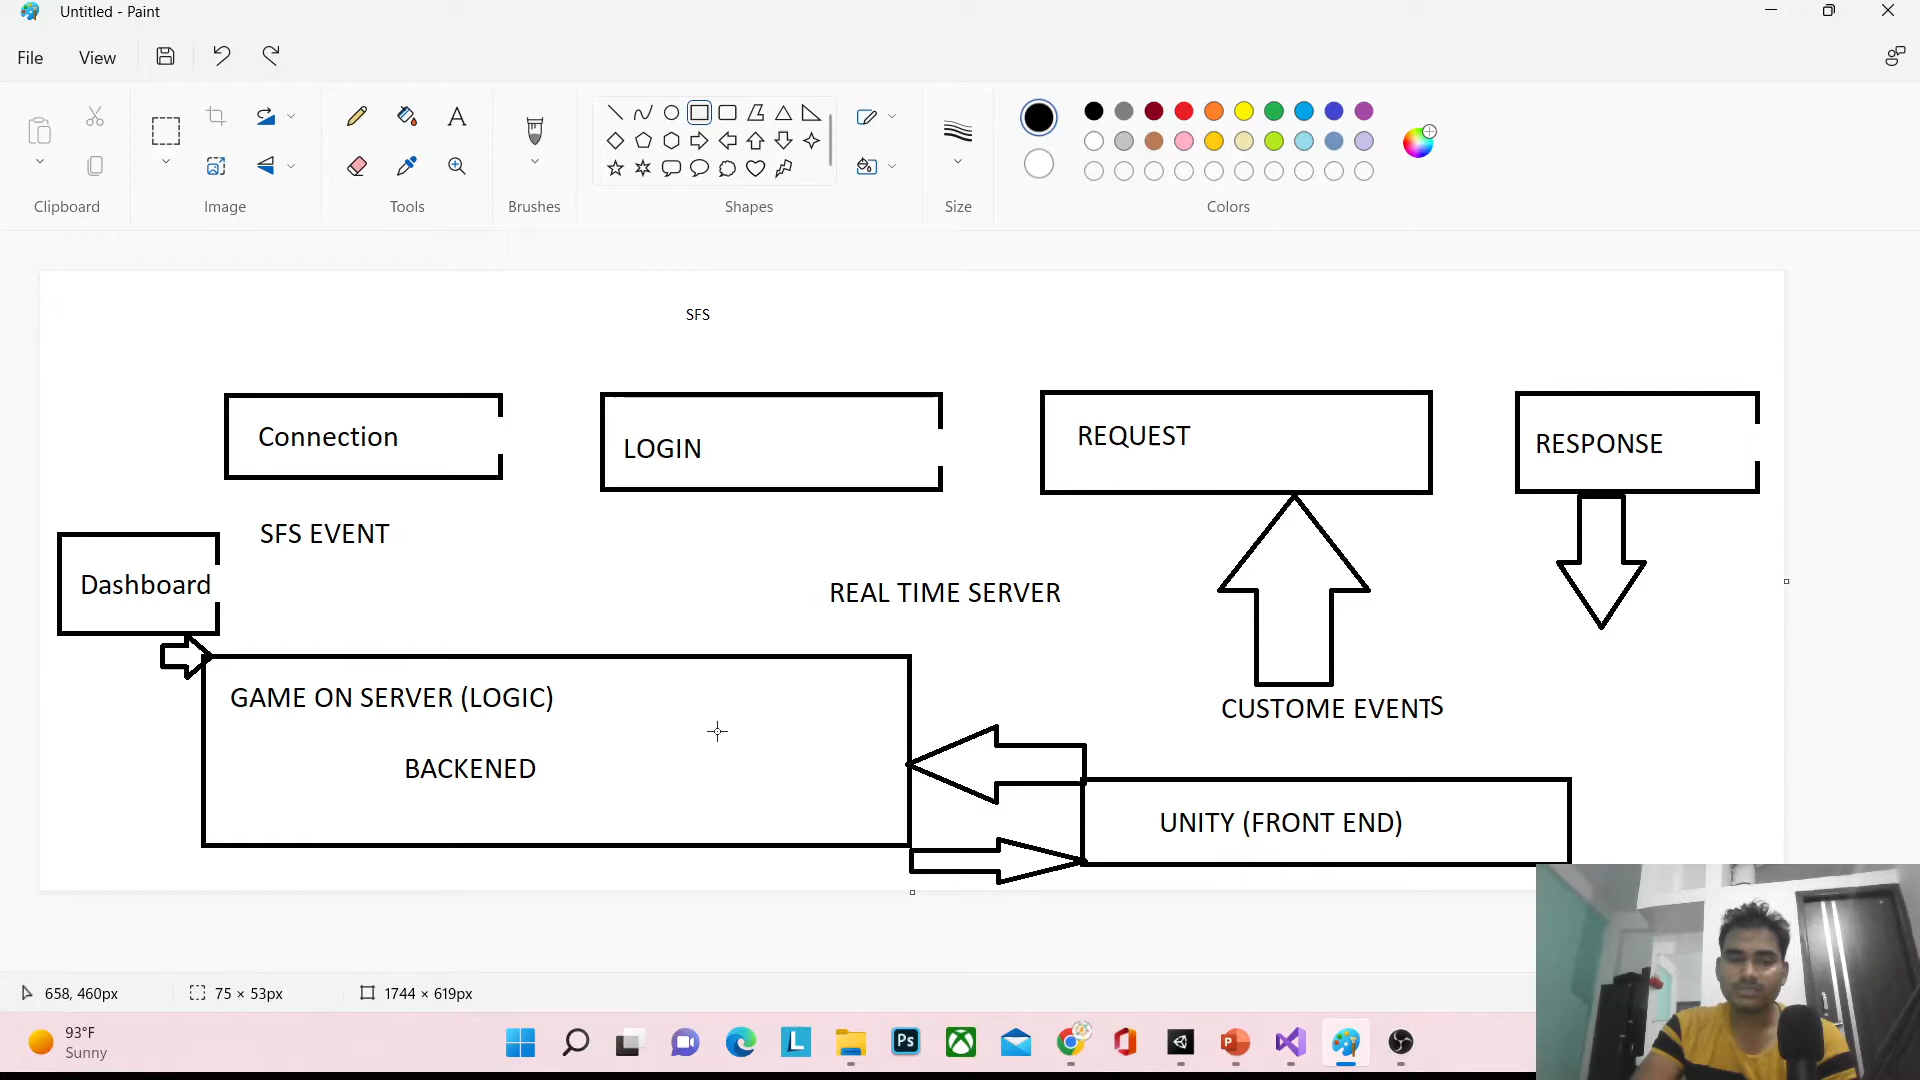 Untitled - Paint
File
View
Clipboard
Image
Tools
Brushes
Shapes
Size
Colors
SFS
Connection
LOGIN
REQUEST
RESPONSE
SFS EVENT
Dashboard
REAL TIME SERVER
GAME ON SERVER (LOGIC)
CUSTOME EVENTS
BACKENED
UNITY (FRONT END)
658, 460px
75 × 53px
1744 × 619px
93°F
Sunny
L
Ps
P